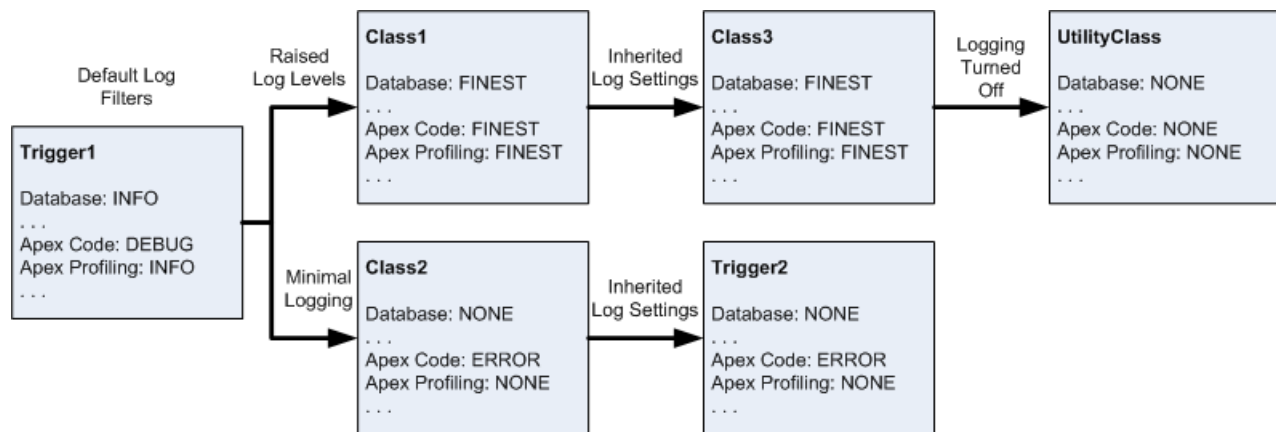 Default Log
Filters
Trigger1
Database: INFO
. . .
Apex Code: DEBUG
Apex Profiling: INFO
. . .
Raised
Log Levels
Class1
Database: FINEST
. . .
Apex Code: FINEST
Apex Profiling: FINEST
. . .
Inherited
Log Settings
Class3
Database: FINEST
. . .
Apex Code: FINEST
Apex Profiling: FINEST
. . .
Logging
Turned
Off
UtilityClass
Database: NONE
. . .
Apex Code: NONE
Apex Profiling: NONE
. . .
Minimal
Logging
Class2
Database: NONE
. . .
Apex Code: ERROR
Apex Profiling: NONE
. . .
Inherited
Log Settings
Trigger2
Database: NONE
. . .
Apex Code: ERROR
Apex Profiling: NONE
. . .